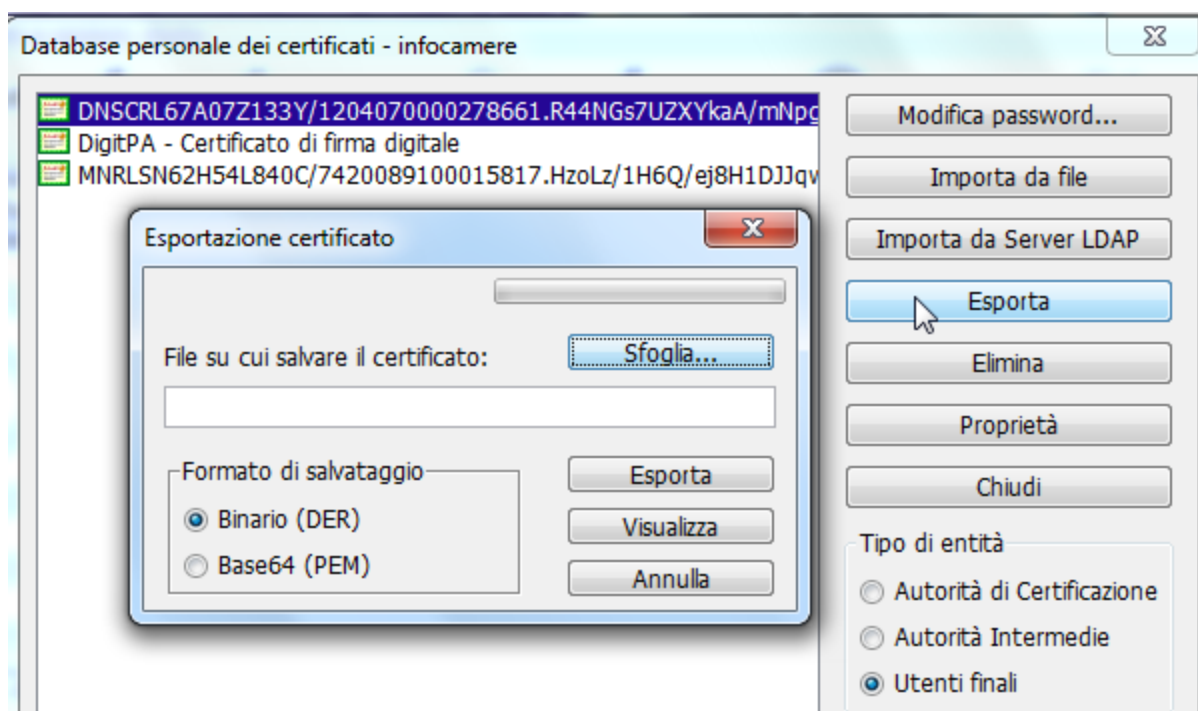 Database personale dei certificati - infocamere
DNSCRL67A07Z133Y/1204070000278661.R44NGs7UZXYkaA/mNpg
DigitPA - Certificato di firma digitale
MNRLSN62H54L840C/7420089100015817.HzoLz/1H6Q/ej8H1DJJqv
Esportazione certificato
File su cui salvare il certificato:
Sfoglia...
Formato di salvataggio
Binario (DER)
Base64 (PEM)
Esporta
Visualizza
Annulla
Modifica password...
Importa da file
Importa da Server LDAP
Esporta
Elimina
Proprietà
Chiudi
Tipo di entità
Autorità di Certificazione
Autorità Intermedie
Utenti finali